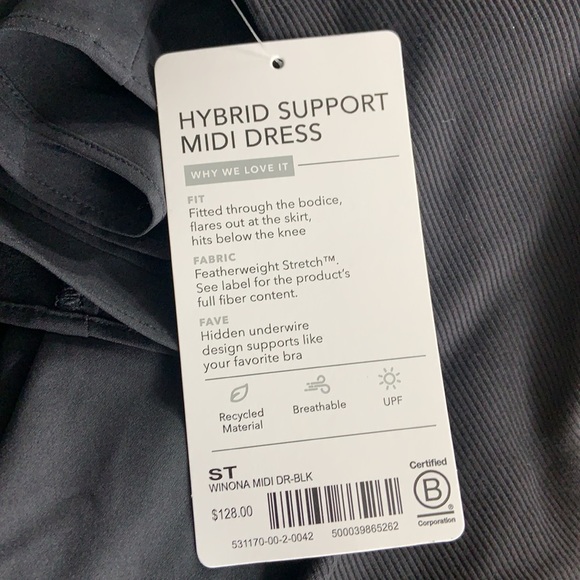 HYBRID SUPPORT
MIDI DRESS
WHY WE LOVE IT
FIT
Fitted through the bodice,
flares out at the skirt,
hits below the knee
FABRIC
Featherweight Stretch™.
See label for the product's
full fiber content.
FAVE
Hidden underwire
design supports like
your favorite bra
Recycled
Material
Breathable
UPF
ST
WINONA MIDI DR-BLK
$128.00
531170-00-2-0042 500039865262
Certified
B
®
Corporation